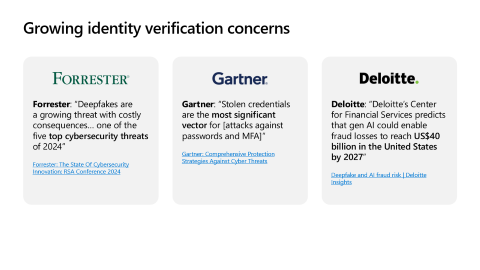 Growing identity verification concerns
FORRESTER®
Forrester: “Deepfakes are
a growing threat with costly
consequences… one of the
five top cybersecurity threats
of 2024”
Forrester: The State Of Cybersecurity
Innovation: RSA Conference 2024
Gartner
Gartner: “Stolen credentials
are the most significant
vector for [attacks against
passwords and MFA]”
Gartner: Comprehensive Protection
Strategies Against Cyber Threats
Deloitte.
Deloitte: “Deloitte’s Center
for Financial Services predicts
that gen AI could enable
fraud losses to reach US$40
billion in the United States
by 2027”
Deepfake and AI fraud risk | Deloitte
Insights